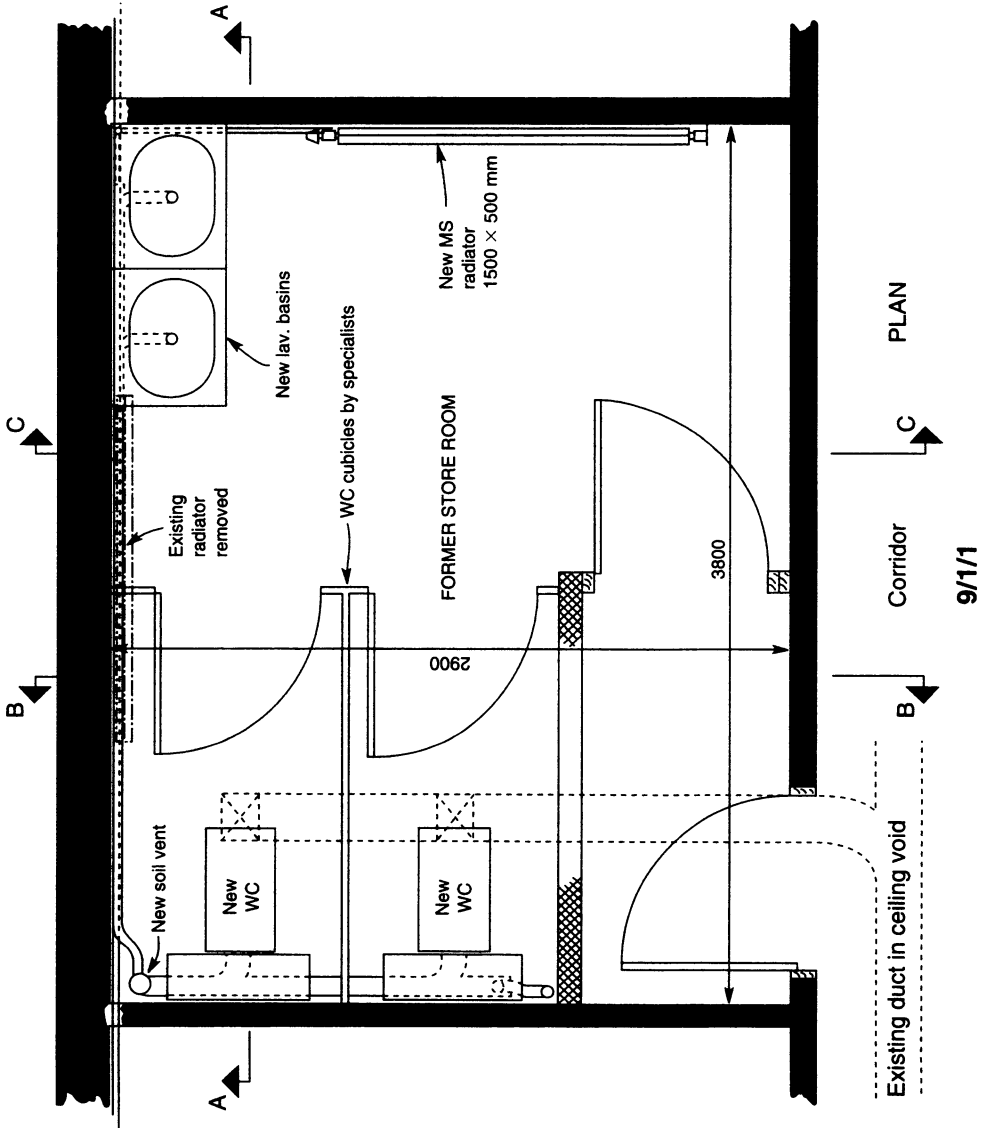 A
A
New MS
radiator
1500 × 500 mm
New lav. basins
PLAN
C
C
WC cubicles by specialists
Existing
radiator
removed
FORMER STORE ROOM
3800
Corridor
9/1/1
2900
B
B
New soil vent
New
WC
New
WC
Existing duct in ceiling void
A
A